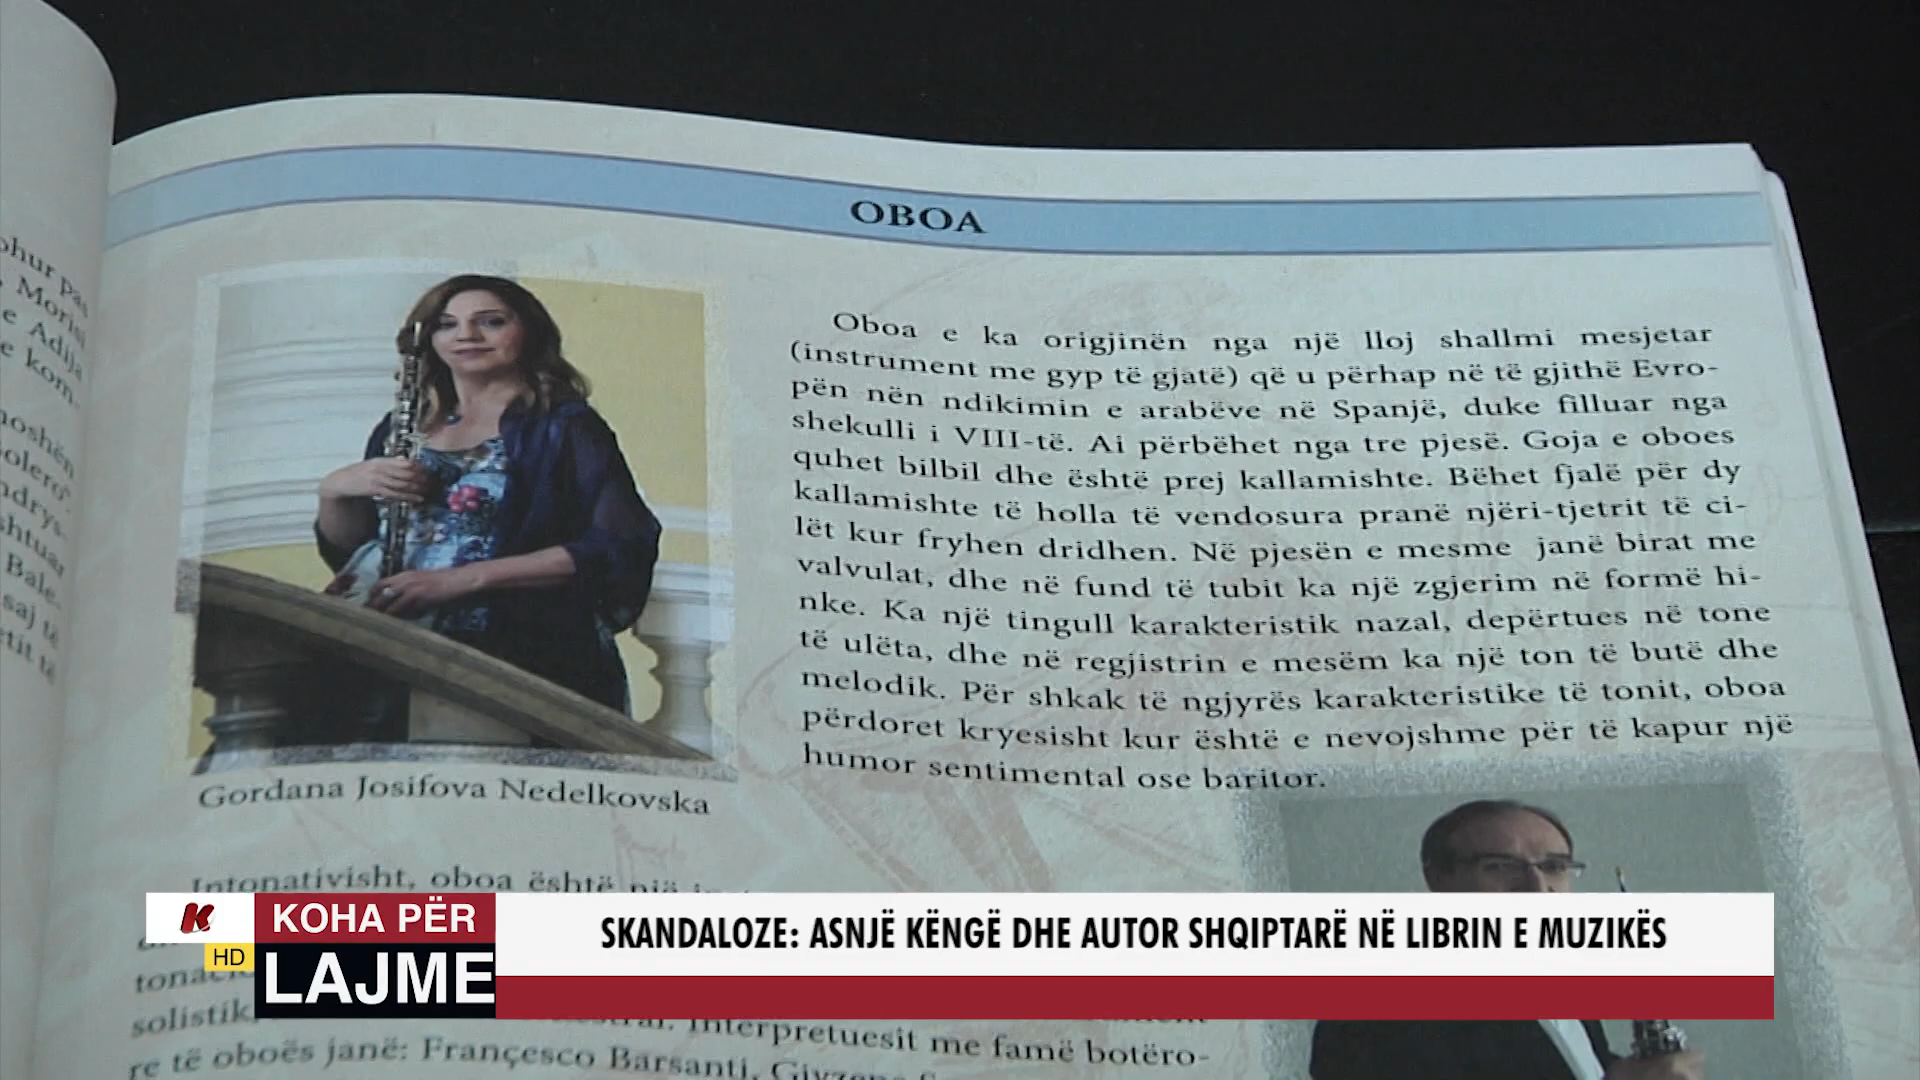 OBOA
Oboa e ka origjinën nga një lloj shallmi mesjetar
(instrument me gyp të gjatë) që u përhap në të gjithë Evro-
pën nën ndikimin e arabëve në Spanjë, duke filluar nga
shekulli i VIII-të. Ai përbëhet nga tre pjesë. Goja e oboes
quhet bilbil dhe është prej kallamishte. Bëhet fjalë për dy
kallamishte të holla të vendosura pranë njëri-tjetrit të ci-
lët kur fryhen dridhen. Në pjesën e mesme janë birat me
valvulat, dhe në fund të tubit ka një zgjerim në formë hi-
nke. Ka një tingull karakteristik nazal, depërtues në tone
të ulëta, dhe në regjistrin e mesëm ka një ton të butë dhe
melodik. Për shkak të ngjyrës karakteristike të tonit, oboa
përdoret kryesisht kur është e nevojshme për të kapur një
humor sentimental ose baritor.
Gordana Josifova Nedelkovska
Intonativisht, oboa është një
solistik,
Interpretuesit me famë botëro-
re të oboës janë: Françesco Barsanti,
K
HD
KOHA PËR
LAJME
SKANDALOZE: ASNJË KËNGË DHE AUTOR SHQIPTARË NË LIBRIN E MUZIKËS